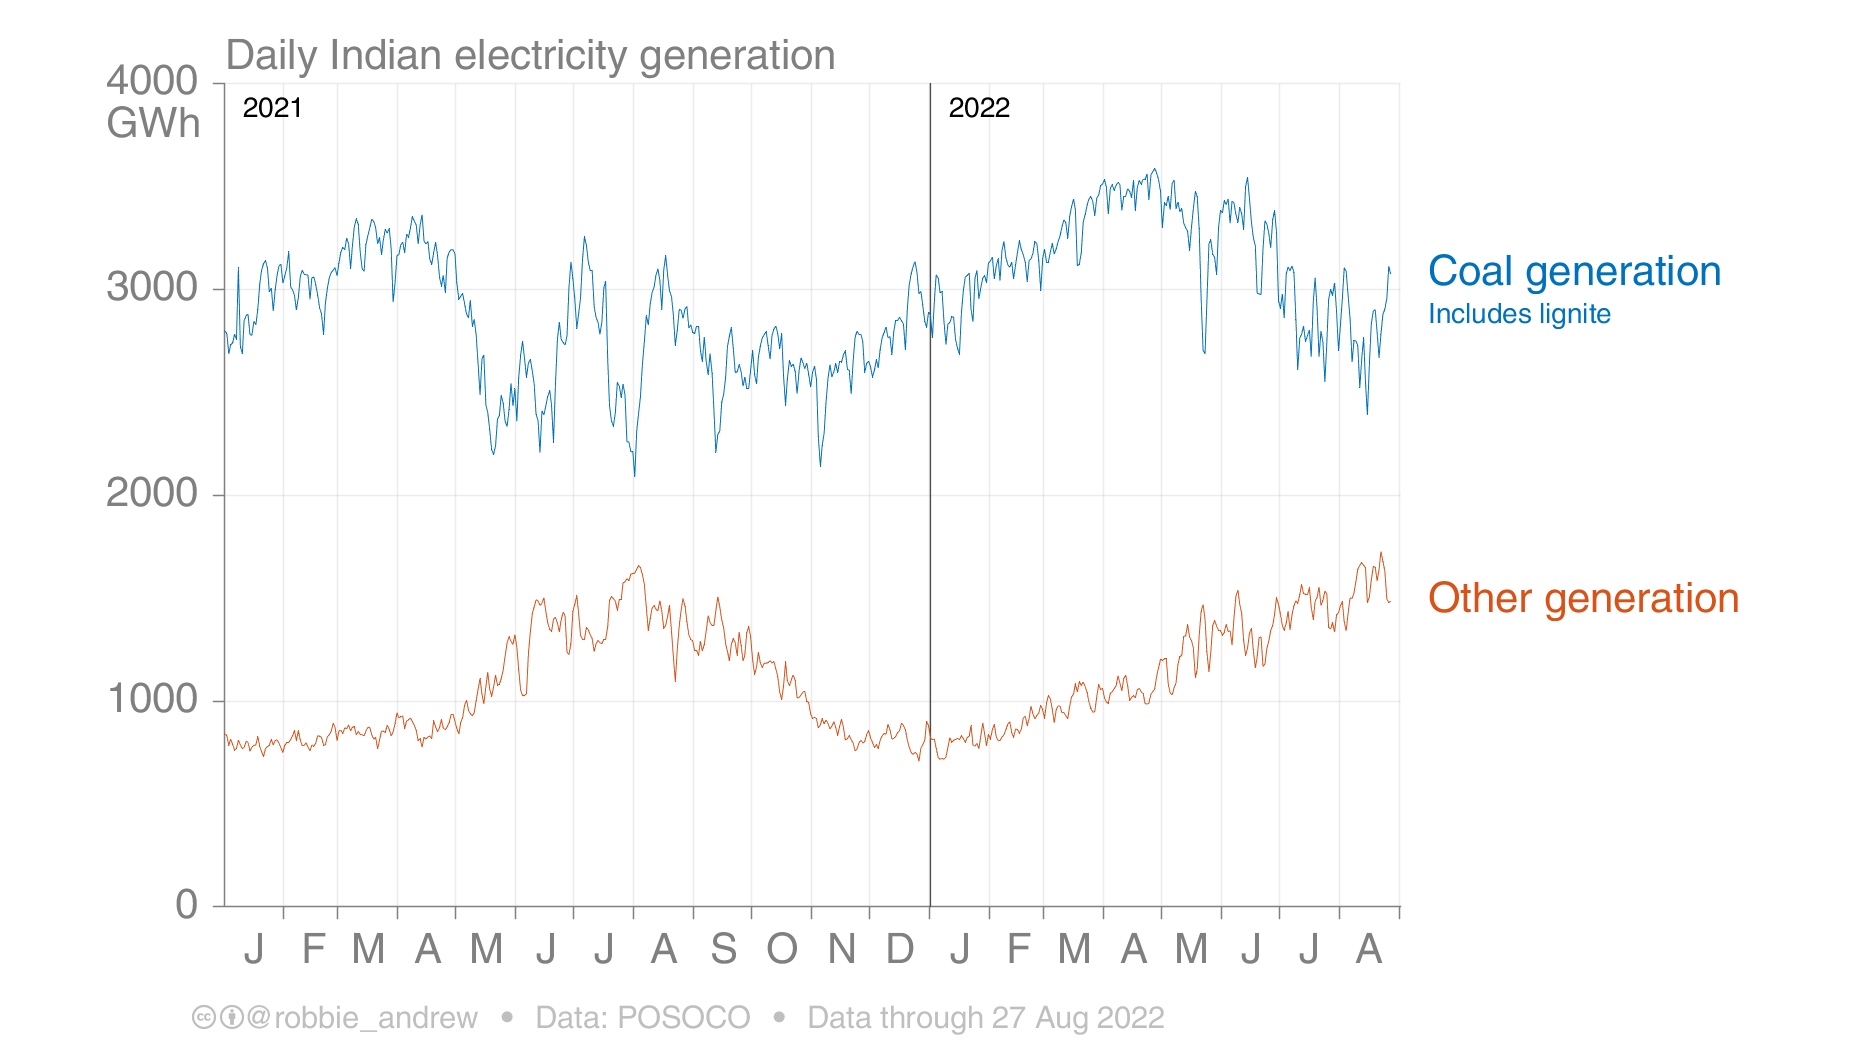 Daily Indian electricity generation
4000
GWh
2021
2022
3000
2000
1000
0
Coal generation
Includes lignite
Other generation
J F M A M J J A S O N D J F M A M J J A
@robbie_andrew • Data: POSOCO • Data through 27 Aug 2022